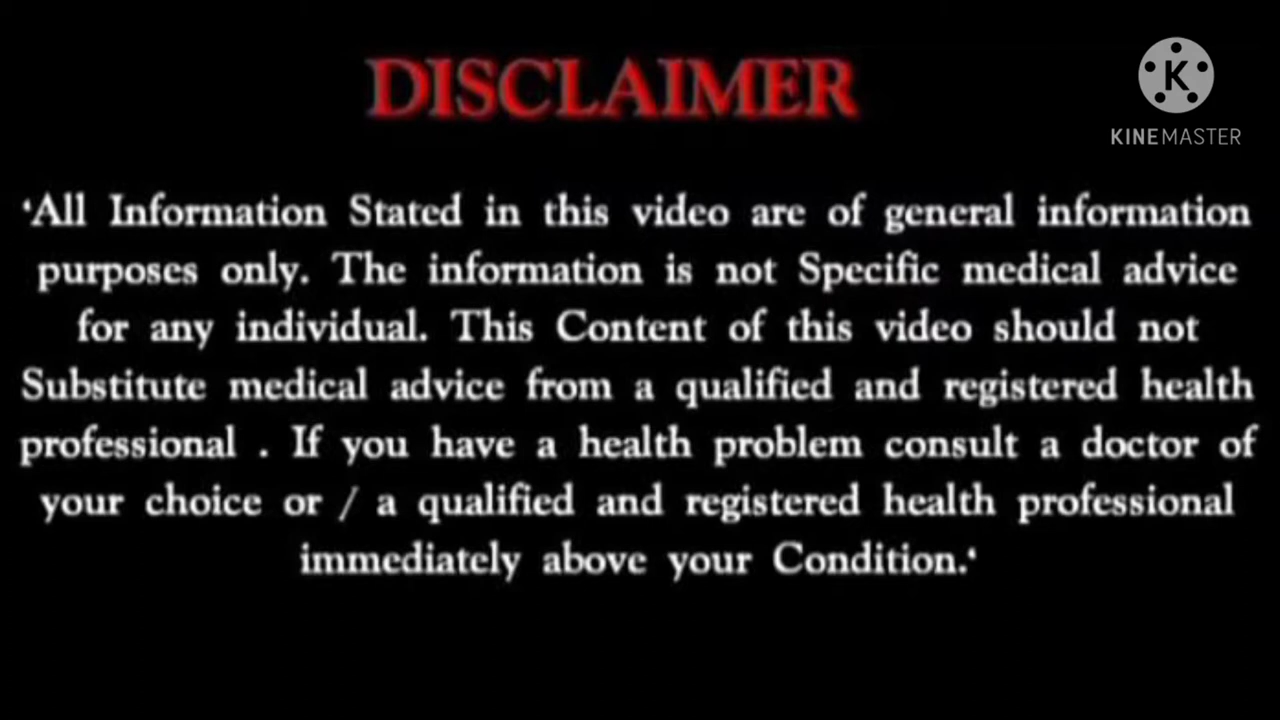 DISCLAIMER
K
KINEMASTER
‘All Information Stated in this video are of general information
purposes only. The information is not Specific medical advice
for any individual. This Content of this video should not
Substitute medical advice from a qualified and registered health
professional . If you have a health problem consult a doctor of
your choice or / a qualified and registered health professional
immediately above your Condition.‘